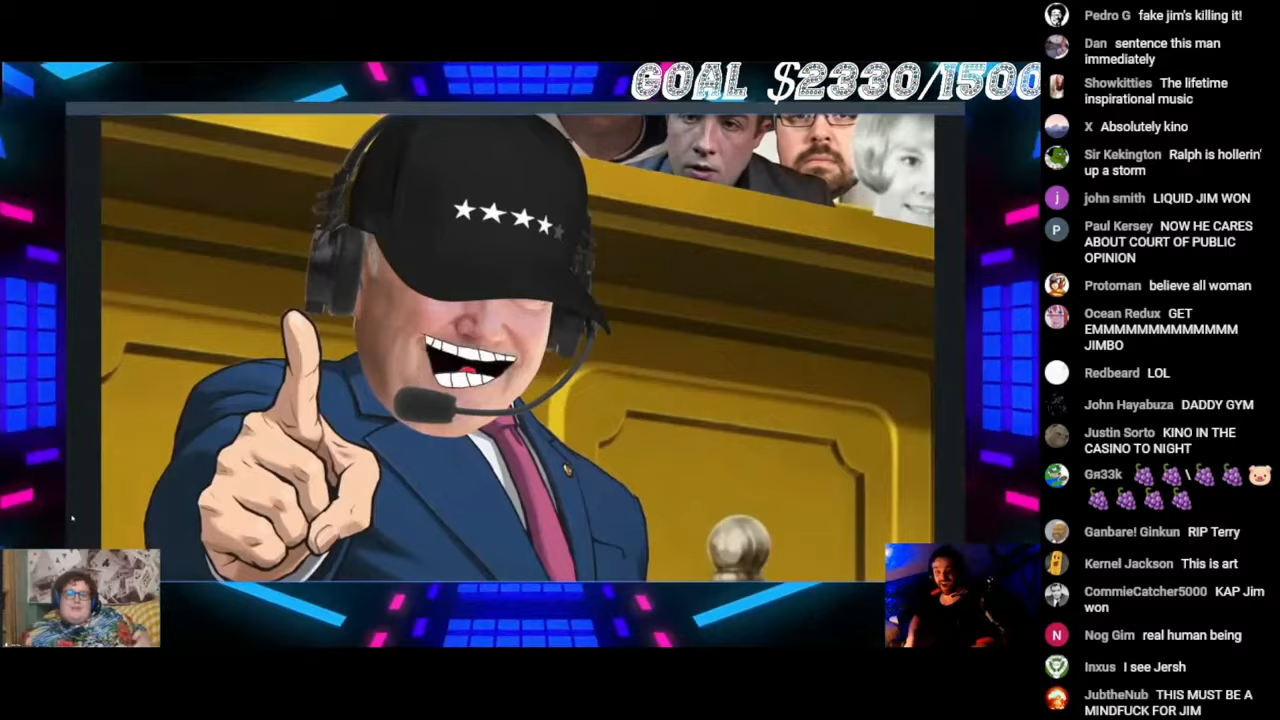 GOAL $2330/1500
Pedro G fake jim's killing it!
Dan sentence this man
immediately
Showkitties The lifetime
inspirational music
X Absolutely kino
Sir Kekington Ralph is hollerin'
up a storm
j
john smith LIQUID JIM WON
P
Paul Kersey NOW HE CARES
ABOUT COURT OF PUBLIC
OPINION
Protoman believe all woman
Ocean Redux GET
EMMMMMMMMMMMMM
JIMBO
Redbeard LOL
John Hayabuza DADDY GYM
Justin Sorto KINO IN THE
CASINO TO NIGHT
Gя33k \
Ganbare! Ginkun RIP Terry
Kernel Jackson This is art
CommieCatcher5000 KAP Jim
won
N
Nog Gim real human being
Inxus I see Jersh
JubtheNub THIS MUST BE A
MINDFUCK FOR JIM